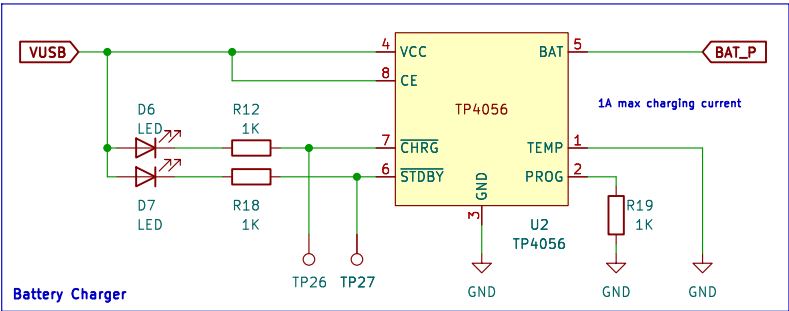 VUSB
4
VCC
BAT
5
BAT_P
8
CE
1A max charging current
TP4056
D6
LED
R12
1K
7
CHRG
TEMP
1
6
STDBY
PROG
2
GND
3
D7
LED
R18
1K
R19
1K
U2
TP4056
TP26
TP27
GND
GND
GND
Battery Charger